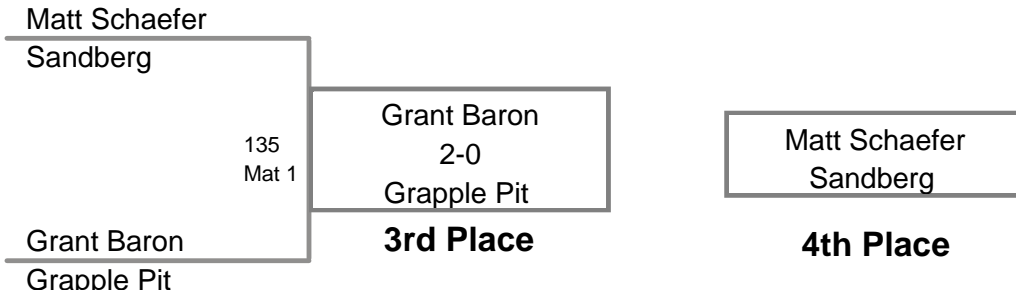 Matt Schaefer
Sandberg
135
Mat 1
Grant Baron
Grapple Pit
Grant Baron
2-0
Grapple Pit
3rd Place
Matt Schaefer
Sandberg
4th Place